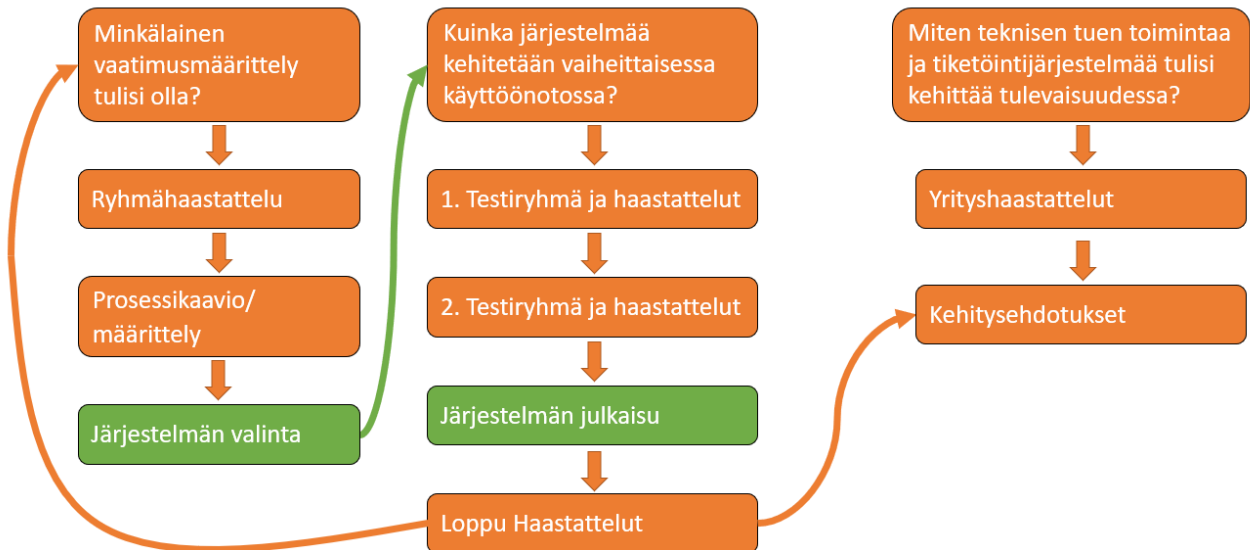 Minkälainen
vaatimusmäärittely
tulisi olla?
Ryhmähaastattelu
Prosessikaavio/
määrittely
Järjestelmän valinta
Kuinka järjestelmää
kehitetään vaiheittaisessa
käyttöönotossa?
1. Testiryhmä ja haastattelut
2. Testiryhmä ja haastattelut
Järjestelmän julkaisu
Loppu Haastattelut
Miten teknisen tuen toimintaa
ja tiketöintijärjestelmää tulisi
kehittää tulevaisuudessa?
Yrityshaastattelut
Kehitysehdotukset